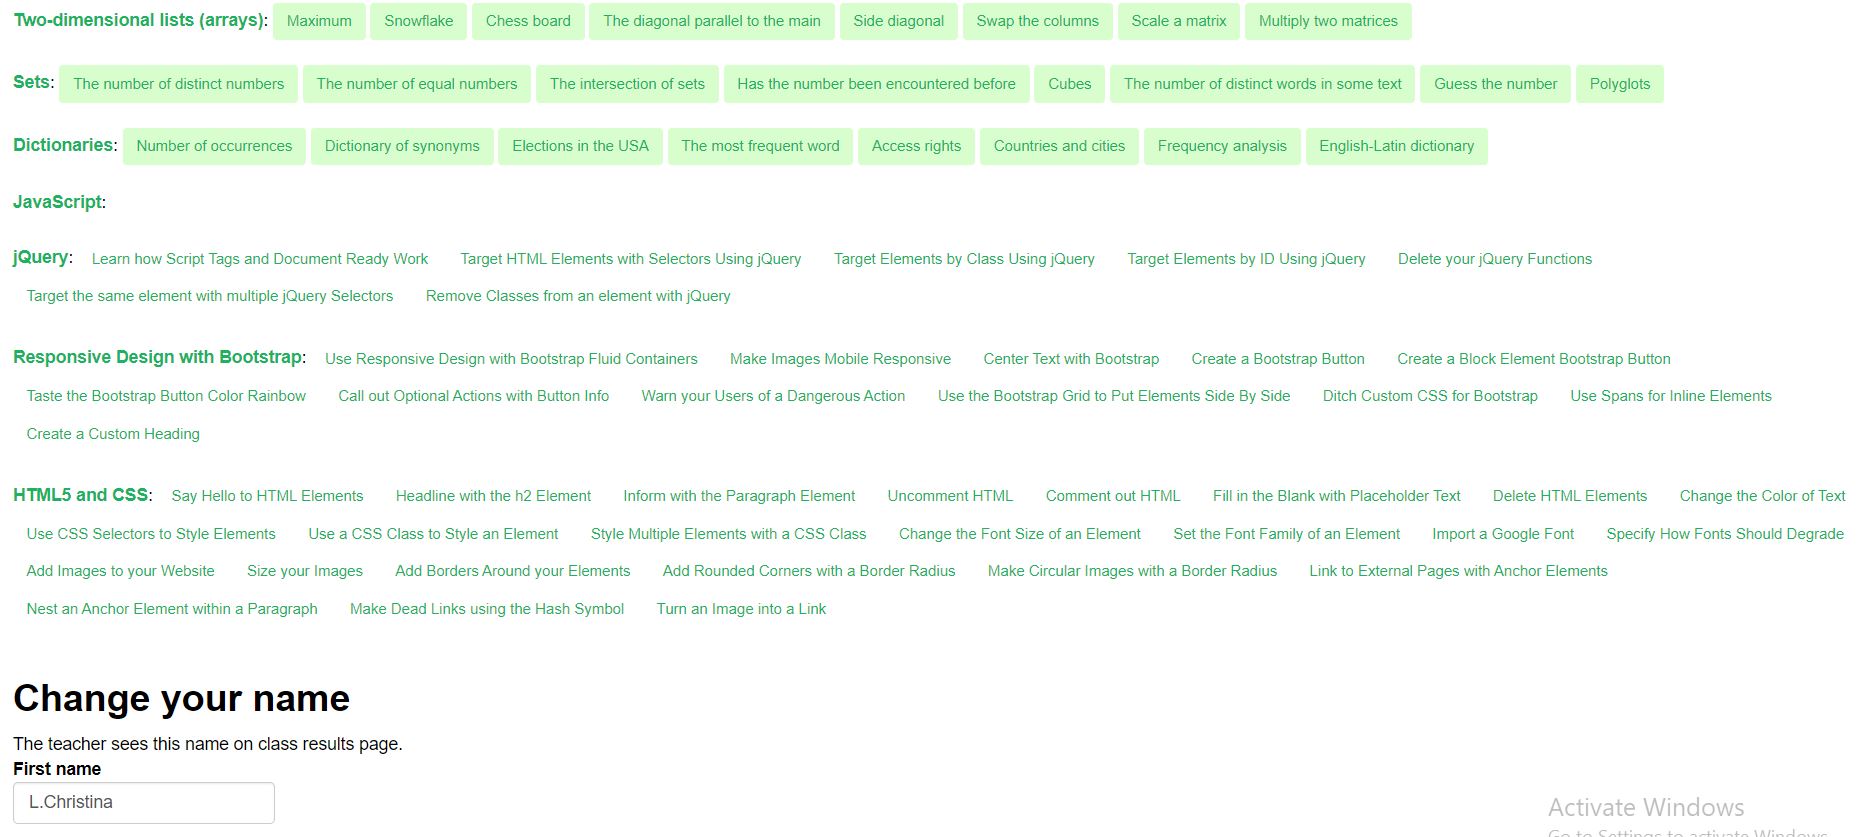 Two-dimensional lists (arrays): Maximum Snowflake Chess board The diagonal parallel to the main Side diagonal Swap the columns Scale a matrix Multiply two matrices
Sets: The number of distinct numbers The number of equal numbers The intersection of sets Has the number been encountered before Cubes The number of distinct words in some text Guess the number Polyglots
Dictionaries: Number of occurrences Dictionary of synonyms Elections in the USA The most frequent word Access rights Countries and cities Frequency analysis English-Latin dictionary
JavaScript:
jQuery: Learn how Script Tags and Document Ready Work Target HTML Elements with Selectors Using jQuery Target Elements by Class Using jQuery Target Elements by ID Using jQuery Delete your jQuery Functions
Target the same element with multiple jQuery Selectors Remove Classes from an element with jQuery
Responsive Design with Bootstrap: Use Responsive Design with Bootstrap Fluid Containers Make Images Mobile Responsive Center Text with Bootstrap Create a Bootstrap Button Create a Block Element Bootstrap Button
Taste the Bootstrap Button Color Rainbow Call out Optional Actions with Button Info Warn your Users of a Dangerous Action Use the Bootstrap Grid to Put Elements Side By Side Ditch Custom CSS for Bootstrap Use Spans for Inline Elements
Create a Custom Heading
HTML5 and CSS: Say Hello to HTML Elements Headline with the h2 Element Inform with the Paragraph Element Uncomment HTML Comment out HTML Fill in the Blank with Placeholder Text Delete HTML Elements Change the Color of Text
Use CSS Selectors to Style Elements Use a CSS Class to Style an Element Style Multiple Elements with a CSS Class Change the Font Size of an Element Set the Font Family of an Element Import a Google Font Specify How Fonts Should Degrade
Add Images to your Website Size your Images Add Borders Around your Elements Add Rounded Corners with a Border Radius Make Circular Images with a Border Radius Link to External Pages with Anchor Elements
Nest an Anchor Element within a Paragraph Make Dead Links using the Hash Symbol Turn an Image into a Link
Change your name
The teacher sees this name on class results page.
First name
L.Christina
Activate Windows
Go to Settings to activate Windows.